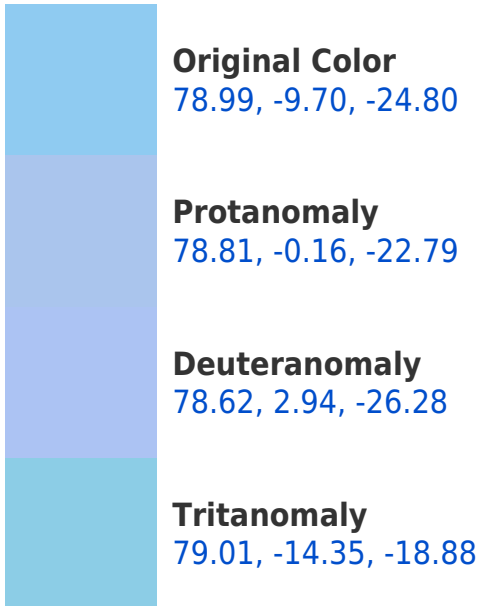 Original Color
78.99, -9.70, -24.80
Protanomaly
78.81, -0.16, -22.79
Deuteranomaly
78.62, 2.94, -26.28
Tritanomaly
79.01, -14.35, -18.88